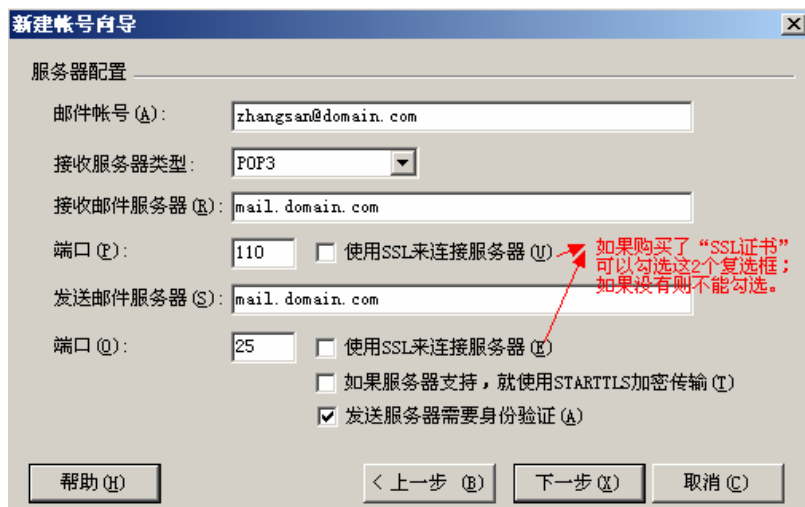 新建帐号向导
服务器配置
邮件帐号(A):
zhangsan@domain.com
接收服务器类型:
POP3
接收邮件服务器(R):
mail.domain.com
端口(P):
110
使用SSL来连接服务器(U)
如果购买了“SSL证书”
可以勾选这2个复选框;
如果没有则不能勾选。
发送邮件服务器(S):
mail.domain.com
端口(O):
25
使用SSL来连接服务器(E)
如果服务器支持,就使用STARTTLS加密传输(T)
发送服务器需要身份验证(A)
帮助(H)
< 上一步 (B)
下一步(X)
取消(C)